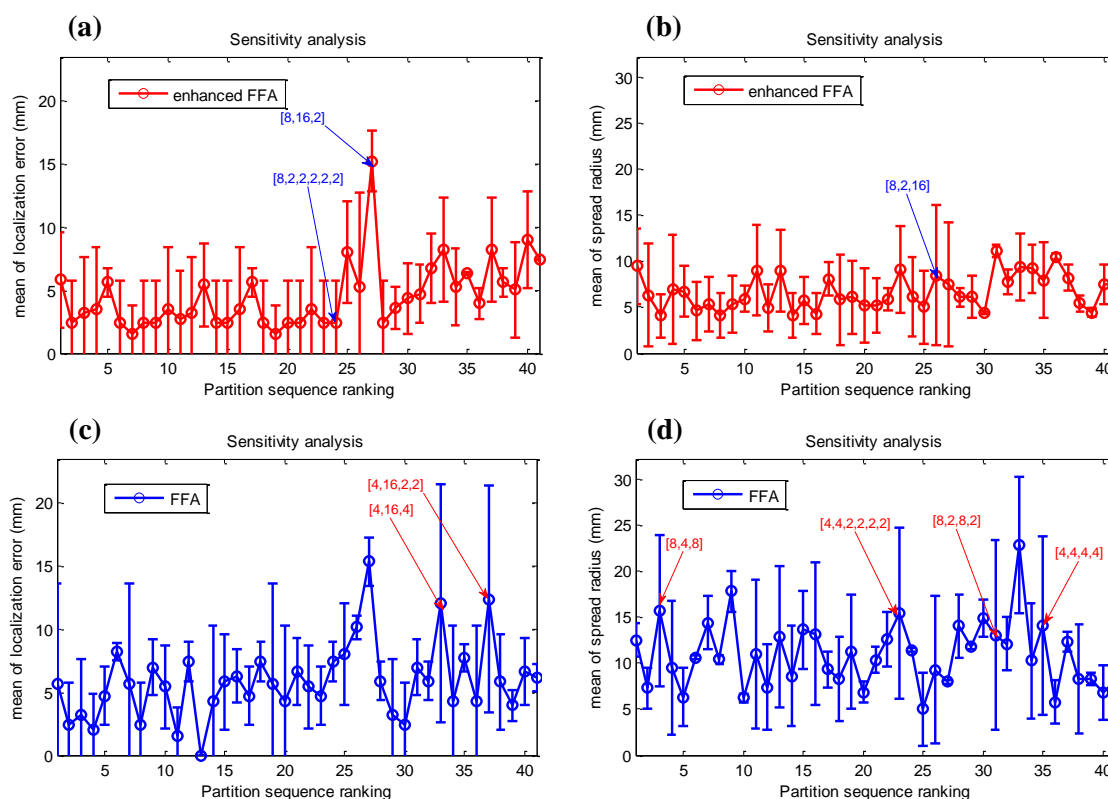 (a)
Sensitivity analysis
enhanced FFA
[8,16,2]
[8,2,2,2,2,2]
mean of localization error (mm)
20
15
10
5
0
5 10 15 20 25 30 35 40
Partition sequence ranking
(b)
Sensitivity analysis
enhanced FFA
[8,2,16]
mean of spread radius (mm)
30
25
20
15
10
5
0
5 10 15 20 25 30 35 40
Partition sequence ranking
(c)
Sensitivity analysis
FFA
[4,16,2,2]
[4,16,4]
mean of localization error (mm)
20
15
10
5
0
5 10 15 20 25 30 35 40
Partition sequence ranking
(d)
Sensitivity analysis
FFA
[8,4,8]
[4,4,2,2,2,2]
[8,2,8,2]
[4,4,4,4]
mean of spread radius (mm)
30
25
20
15
10
5
0
5 10 15 20 25 30 35 40
Partition sequence ranking